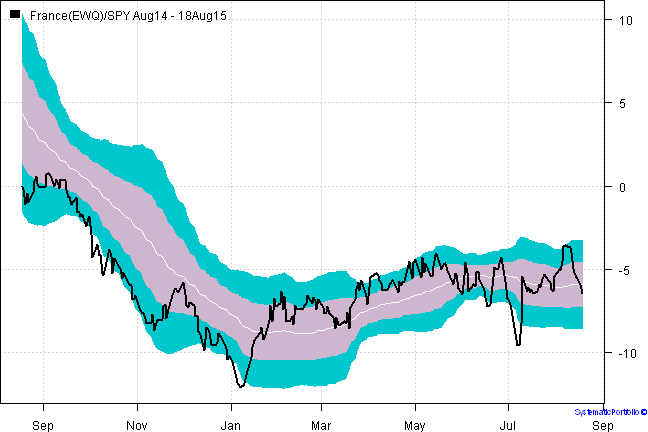 France(EWQ)/SPY Aug14 - 18Aug15
10
5
0
-5
-10
Sep Nov Jan Mar May Jul Sep
SystematicPortfolio ©